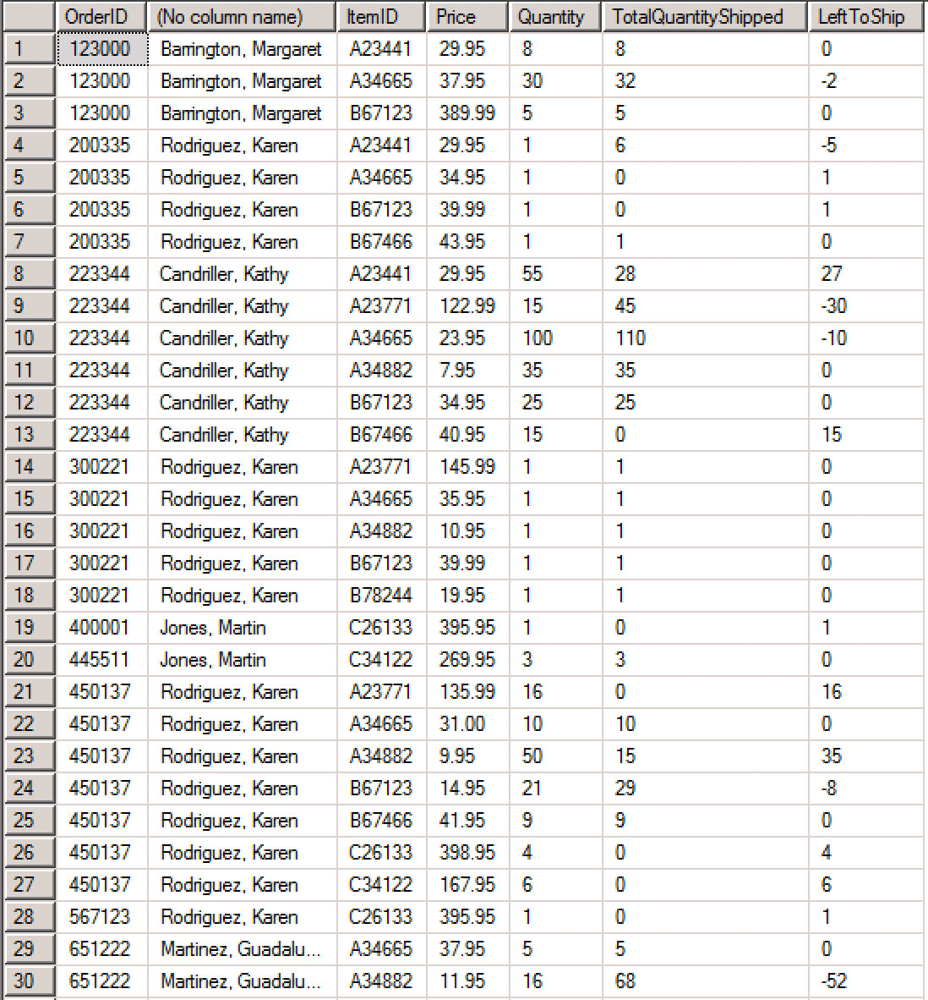 OrderID (No column name) ItemID Price Quantity TotalQuantityShipped LeftToShip
1 123000 Barrington, Margaret A23441 29.95 8 8 0
2 123000 Barrington, Margaret A34665 37.95 30 32 -2
3 123000 Barrington, Margaret B67123 389.99 5 5 0
4 200335 Rodriguez, Karen A23441 29.95 1 6 -5
5 200335 Rodriguez, Karen A34665 34.95 1 0 1
6 200335 Rodriguez, Karen B67123 39.99 1 0 1
7 200335 Rodriguez, Karen B67466 43.95 1 1 0
8 223344 Candriller, Kathy A23441 29.95 55 28 27
9 223344 Candriller, Kathy A23771 122.99 15 45 -30
10 223344 Candriller, Kathy A34665 23.95 100 110 -10
11 223344 Candriller, Kathy A34882 7.95 35 35 0
12 223344 Candriller, Kathy B67123 34.95 25 25 0
13 223344 Candriller, Kathy B67466 40.95 15 0 15
14 300221 Rodriguez, Karen A23771 145.99 1 1 0
15 300221 Rodriguez, Karen A34665 35.95 1 1 0
16 300221 Rodriguez, Karen A34882 10.95 1 1 0
17 300221 Rodriguez, Karen B67123 39.99 1 1 0
18 300221 Rodriguez, Karen B78244 19.95 1 1 0
19 400001 Jones, Martin C26133 395.95 1 0 1
20 445511 Jones, Martin C34122 269.95 3 3 0
21 450137 Rodriguez, Karen A23771 135.99 16 0 16
22 450137 Rodriguez, Karen A34665 31.00 10 10 0
23 450137 Rodriguez, Karen A34882 9.95 50 15 35
24 450137 Rodriguez, Karen B67123 14.95 21 29 -8
25 450137 Rodriguez, Karen B67466 41.95 9 9 0
26 450137 Rodriguez, Karen C26133 398.95 4 0 4
27 450137 Rodriguez, Karen C34122 167.95 6 0 6
28 567123 Rodriguez, Karen C26133 395.95 1 0 1
29 651222 Martinez, Guadalu... A34665 37.95 5 5 0
30 651222 Martinez, Guadalu... A34882 11.95 16 68 -52